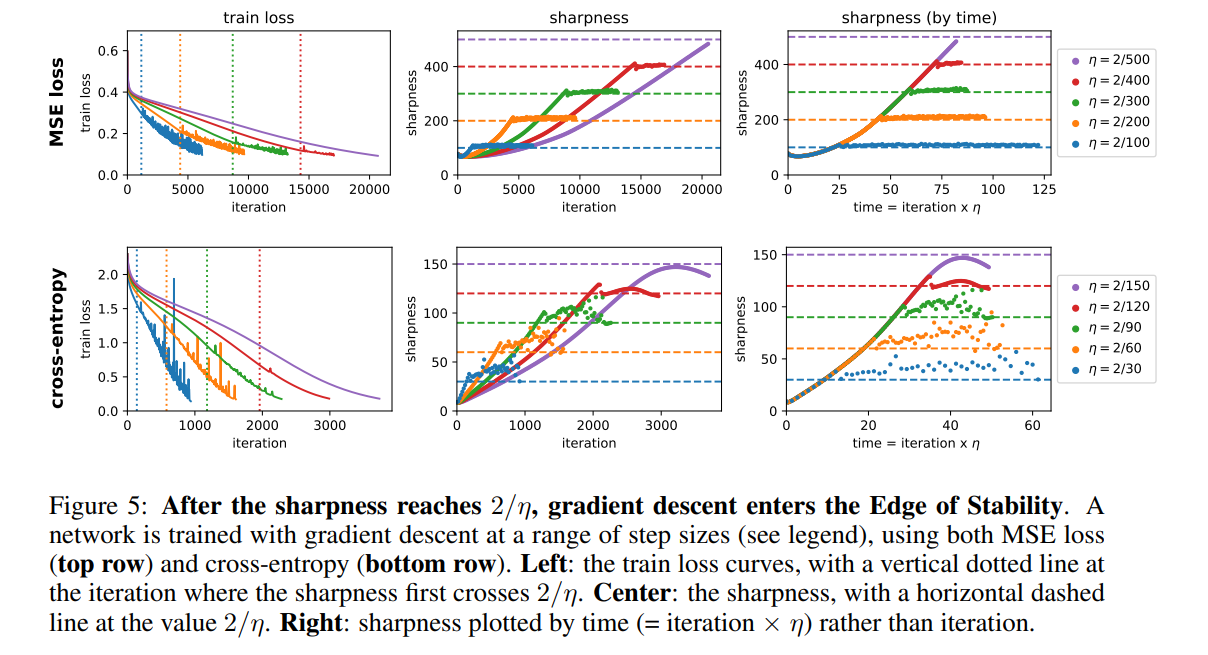 train loss
sharpness
sharpness (by time)
MSE loss
train loss
0.6
0.4
0.2
0.0
0
5000
10000
15000
20000
iteration
sharpness
400
200
0
0
5000
10000
15000
20000
iteration
sharpness
400
200
0
0
25
50
75
100
125
time = iteration x η
η = 2/500
η = 2/400
η = 2/300
η = 2/200
η = 2/100
cross-entropy
train loss
2.0
1.5
1.0
0.5
0.0
0
1000
2000
3000
iteration
sharpness
150
100
50
0
0
1000
2000
3000
iteration
sharpness
150
100
50
0
0
20
40
60
time = iteration x η
η = 2/150
η = 2/120
η = 2/90
η = 2/60
η = 2/30
Figure 5: After the sharpness reaches 2/η, gradient descent enters the Edge of Stability. A
network is trained with gradient descent at a range of step sizes (see legend), using both MSE loss
(top row) and cross-entropy (bottom row). Left: the train loss curves, with a vertical dotted line at
the iteration where the sharpness first crosses 2/η. Center: the sharpness, with a horizontal dashed
line at the value 2/η. Right: sharpness plotted by time (= iteration × η) rather than iteration.